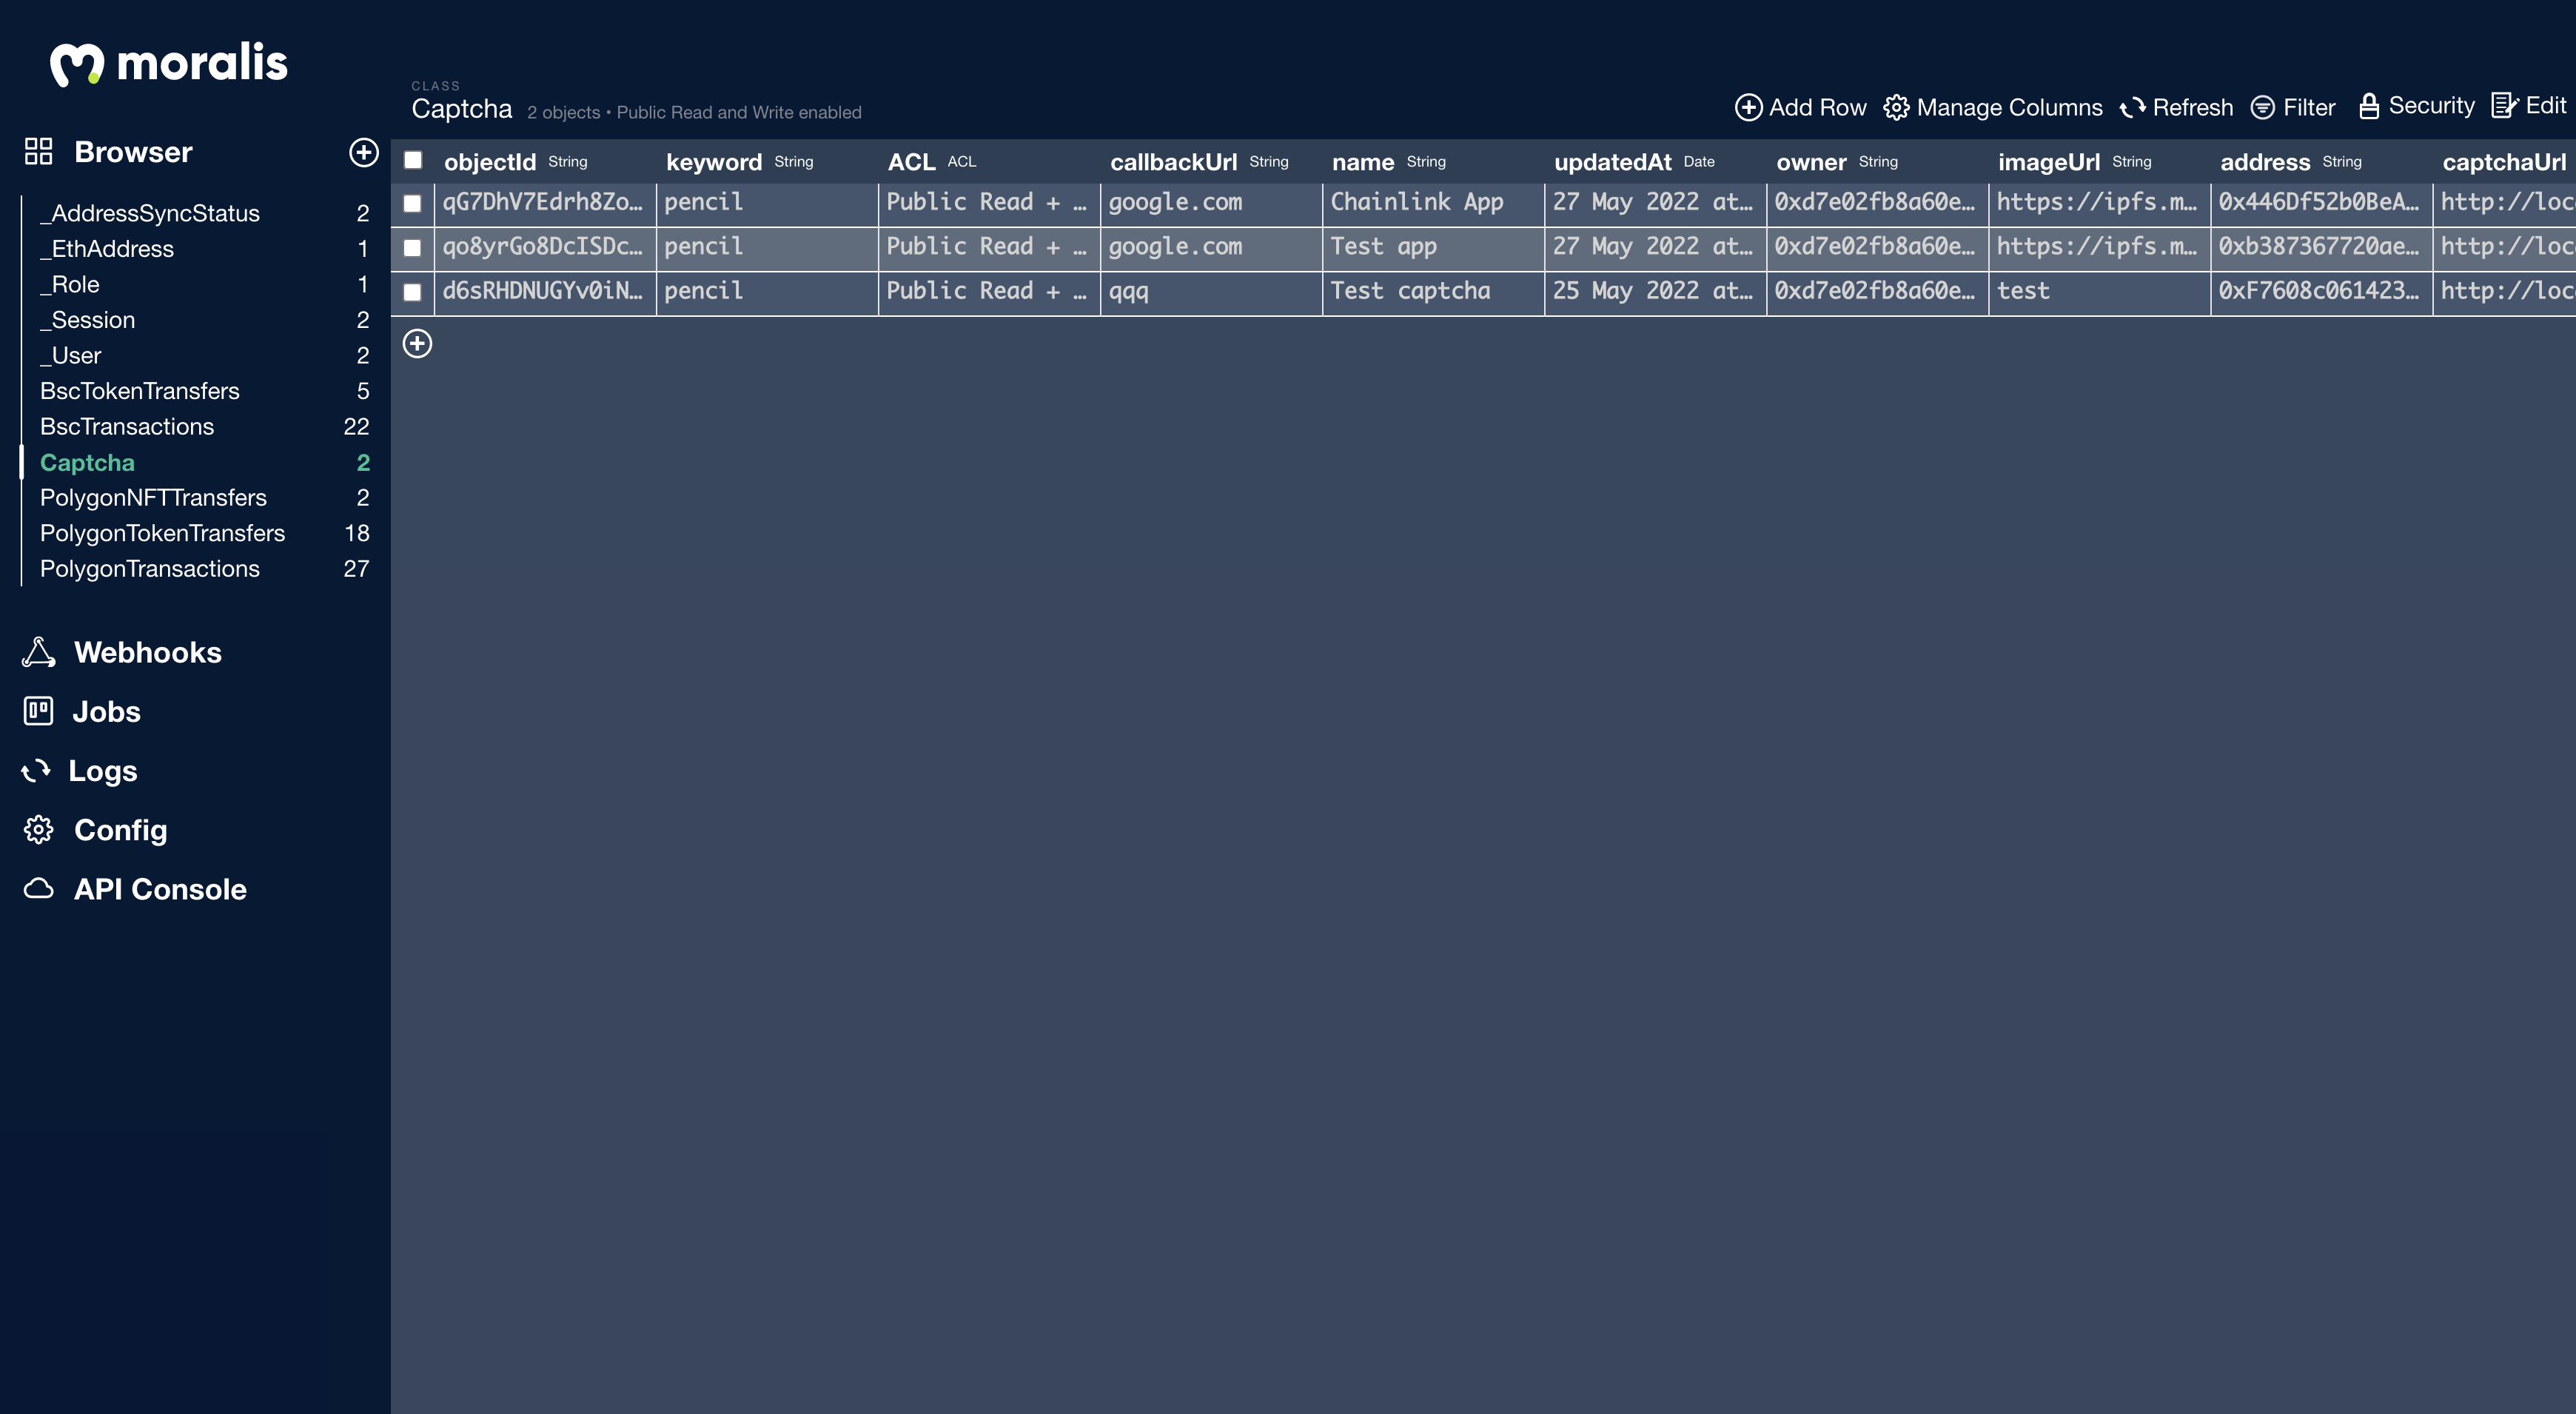 moralis
Browser
_AddressSyncStatus 2
_EthAddress 1
_Role 1
_Session 2
_User 2
BscTokenTransfers 5
BscTransactions 22
Captcha 2
PolygonNFTTransfers 2
PolygonTokenTransfers 18
PolygonTransactions 27
Webhooks
Jobs
Logs
Config
API Console
CLASS
Captcha 2 objects • Public Read and Write enabled
Add Row Manage Columns Refresh Filter Security Edit
objectId String keyword String ACL ACL callbackUrl String name String updatedAt Date owner String imageUrl String address String captchaUrl
qG7DhV7Edrh8Zo… pencil Public Read + … google.com Chainlink App 27 May 2022 at… 0xd7e02fb8a60e… https://ipfs.m… 0x446Df52b0BeA… http://loc
qo8yrGo8DcISDc… pencil Public Read + … google.com Test app 27 May 2022 at… 0xd7e02fb8a60e… https://ipfs.m… 0xb387367720ae… http://loc
d6sRHDNUGYv0iN… pencil Public Read + … qqq Test captcha 25 May 2022 at… 0xd7e02fb8a60e… test 0xF7608c061423… http://loc